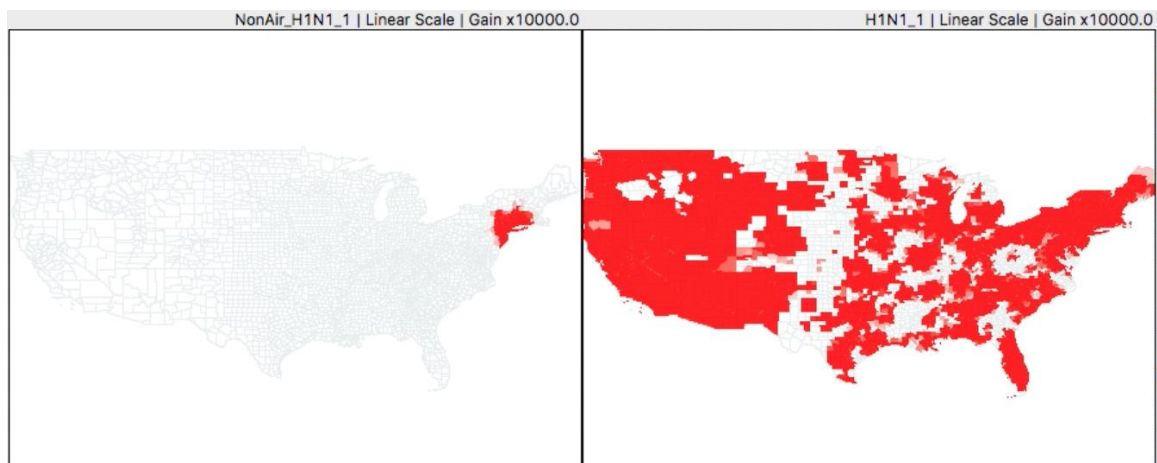 NonAir_H1N1_1 | Linear Scale | Gain x10000.0
H1N1_1 | Linear Scale | Gain x10000.0